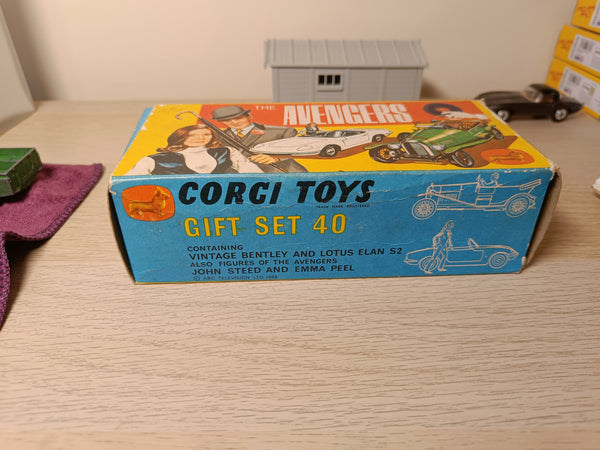 THE AVENGERS
CORGI TOYS
TRADE MARK REGISTERED
GIFT SET 40
CONTAINING
VINTAGE BENTLEY AND LOTUS ELAN S2
ALSO FIGURES OF THE AVENGERS
JOHN STEED AND EMMA PEEL